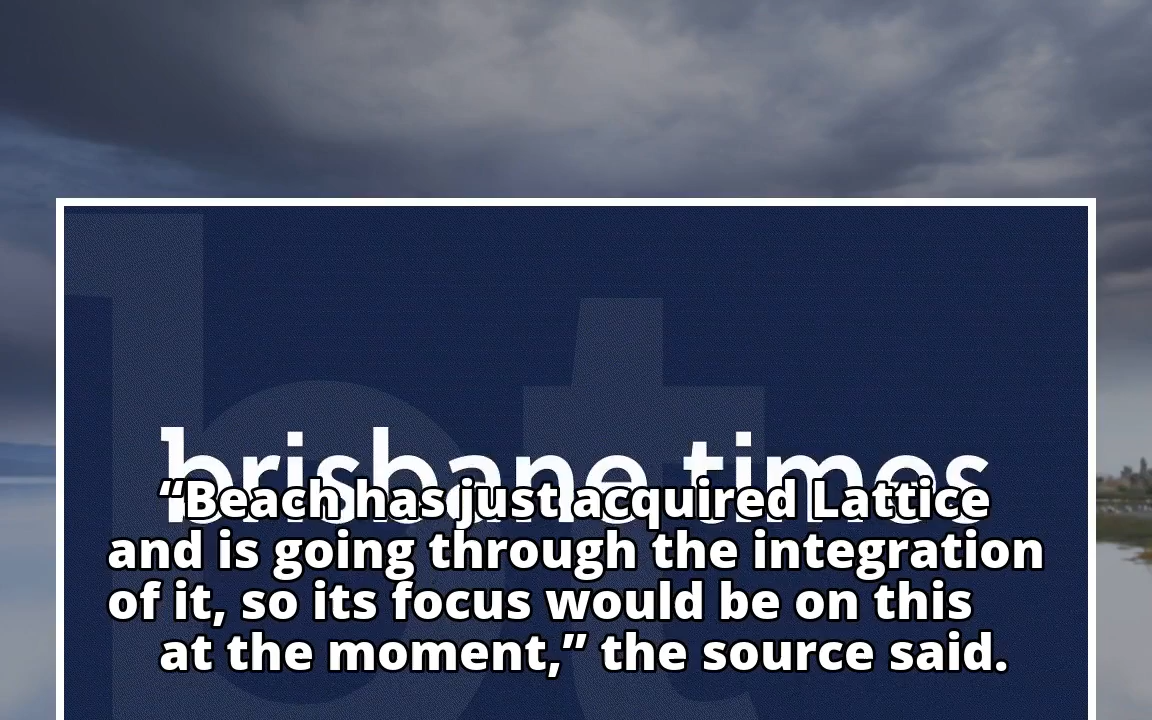 brisbane times
“Beach has just acquired Lattice
and is going through the integration
of it, so its focus would be on this
at the moment,” the source said.
bt